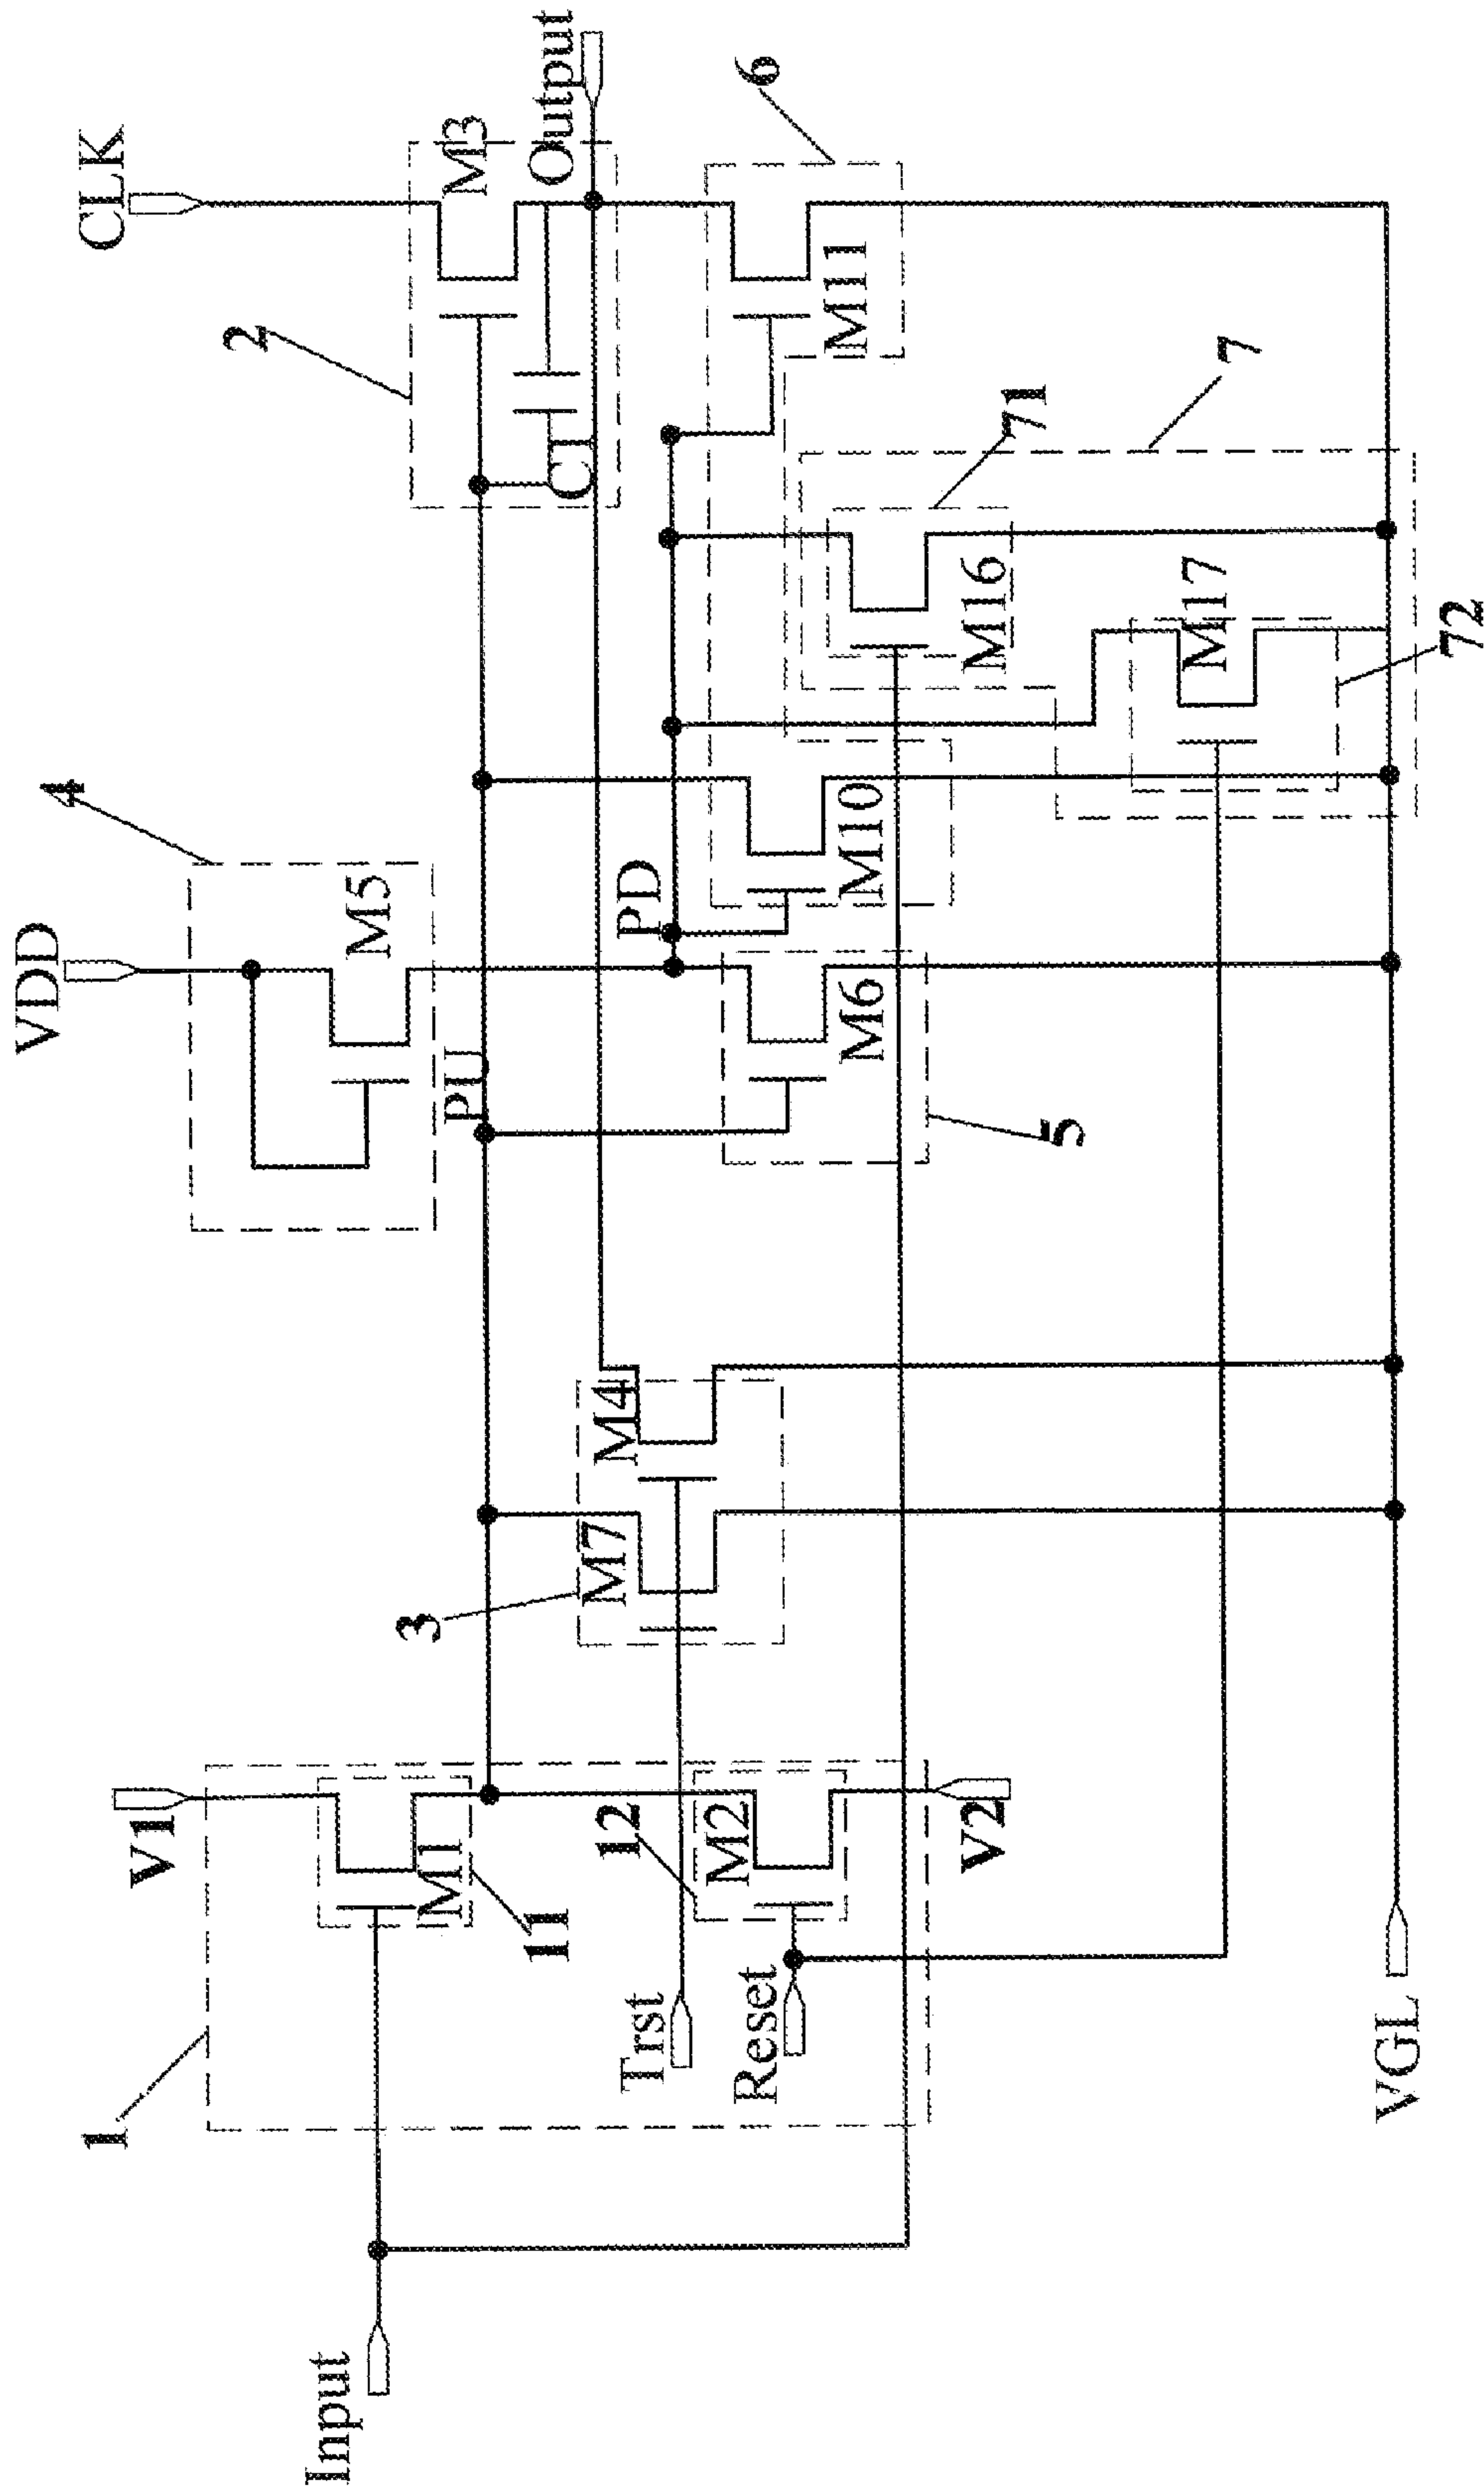 VDD
CLK
V1
4
2
M5
M3
1
Input
M1
PU
C1
Output
11
3
M7
M4
PD
6
12
Trst
M2
Reset
M6
M10
M11
V2
5
M16
71
7
M17
72
VGL